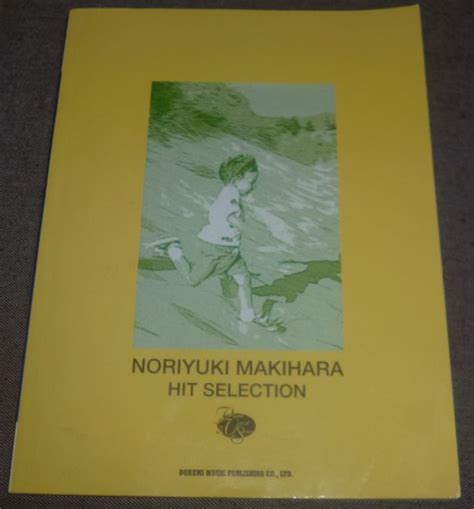 NORIYUKI MAKIHARA
HIT SELECTION
DOREMI MUSIC PUBLISHING CO., LTD.